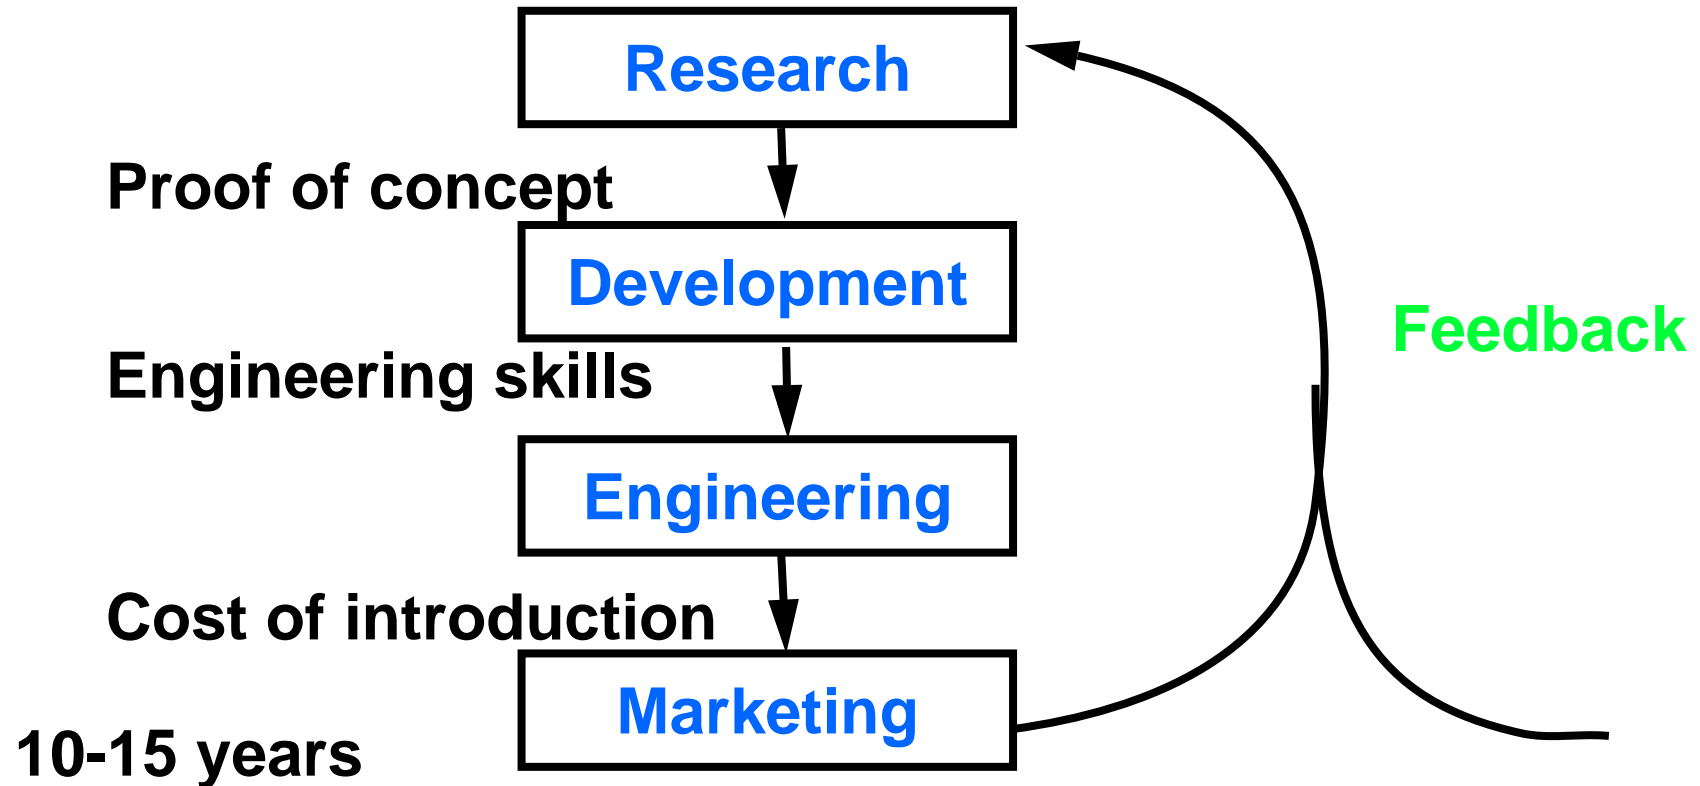 Research
Proof of concept
Development
Feedback
Engineering skills
Engineering
Cost of introduction
Marketing
10-15 years